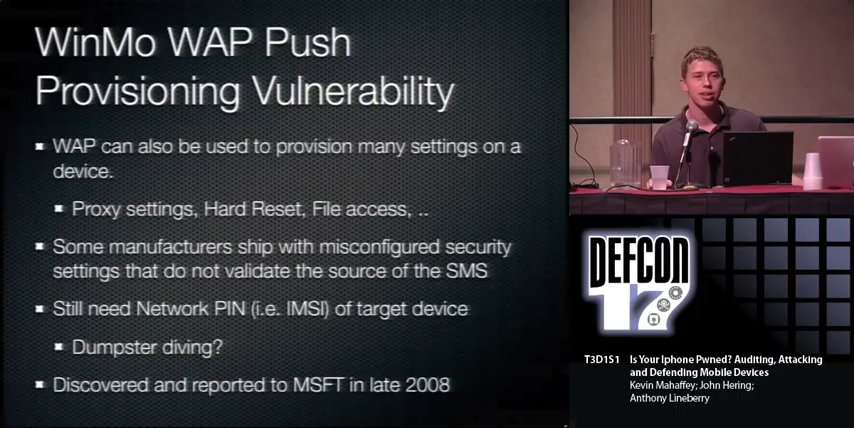 WinMo WAP Push
Provisioning Vulnerability
WAP can also be used to provision many settings on a
device.
Proxy settings, Hard Reset, File access, ..
Some manufacturers ship with misconfigured security
settings that do not validate the source of the SMS
Still need Network PIN (i.e. IMSI) of target device
Dumpster diving?
Discovered and reported to MSFT in late 2008
DEFCON
17
T3D1S1 Is Your Iphone Pwned? Auditing, Attacking
and Defending Mobile Devices
Kevin Mahaffey; John Hering;
Anthony Lineberry